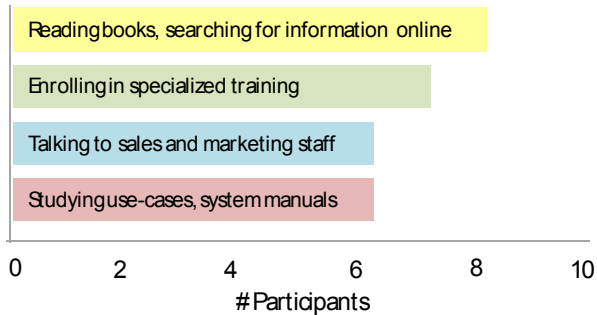 Reading books, searching for information online
Enrolling in specialized training
Talking to sales and marketing staff
Studying use-cases, system manuals
0 2 4 6 8 10
# Participants